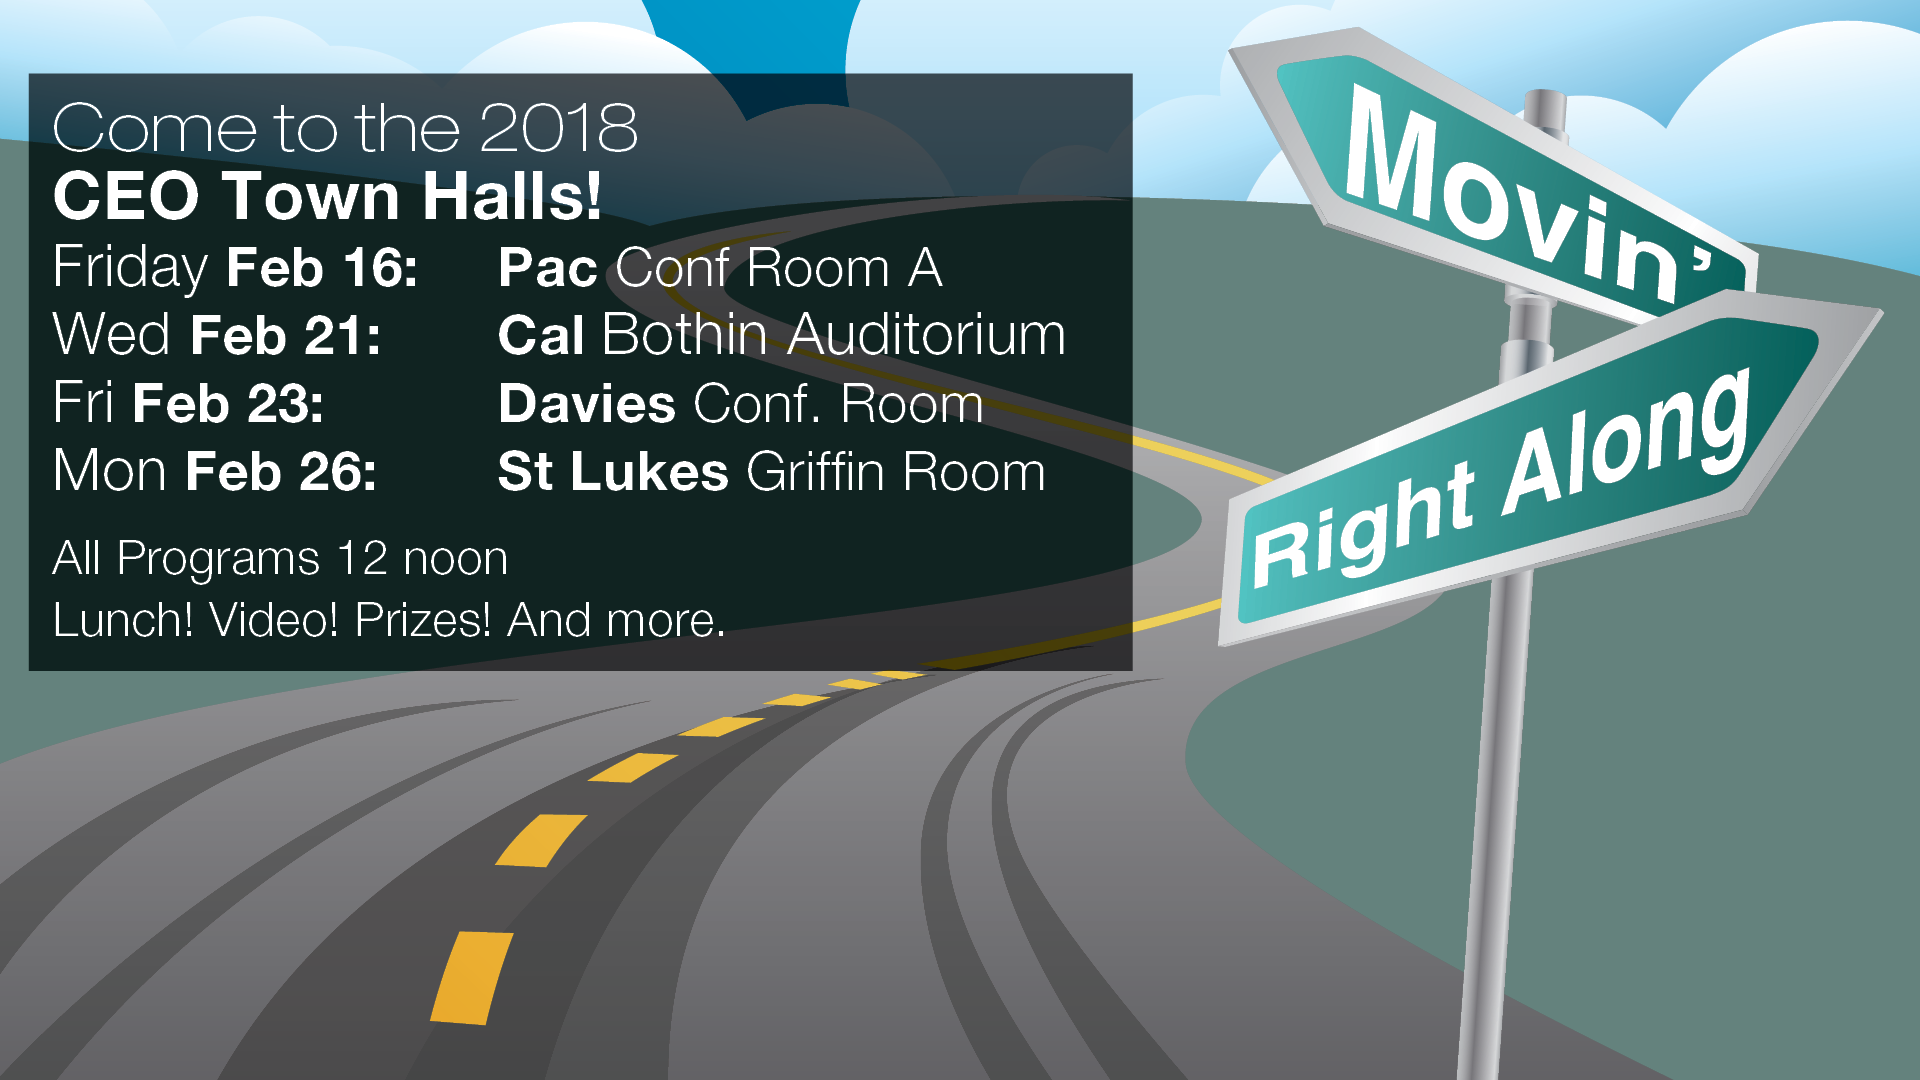 Come to the 2018
CEO Town Halls!
Friday Feb 16: Pac Conf Room A
Wed Feb 21: Cal Bothin Auditorium
Fri Feb 23: Davies Conf. Room
Mon Feb 26: St Lukes Griffin Room
All Programs 12 noon
Lunch! Video! Prizes! And more.
Movin’
Right Along